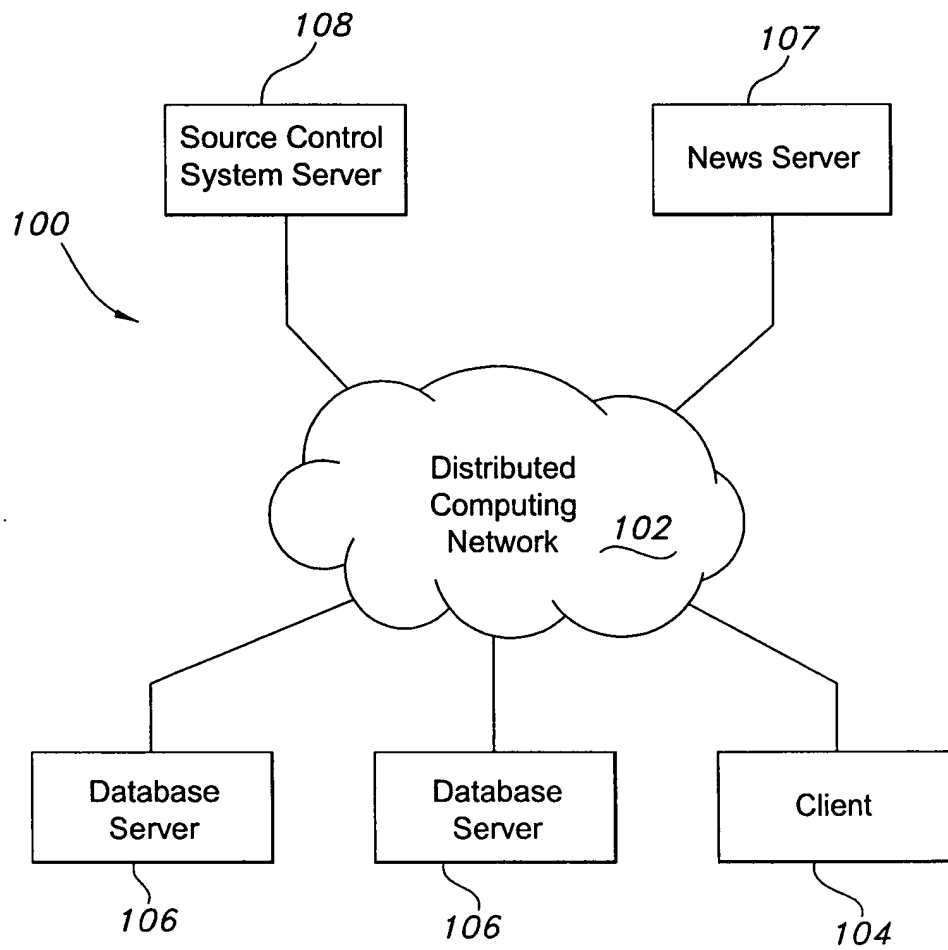 108
107
Source Control
System Server
News Server
100
Distributed
Computing
Network
102
Database
Server
Database
Server
Client
106
106
104